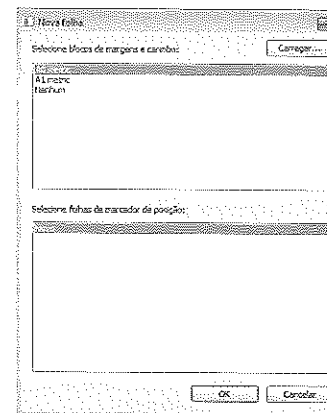 Nova folha
Selecione blocos de margens e carimbo:
Carregar...
A1 metric
Nenhum
Selecione folhas de marcador de posição:
OK
Cancelar